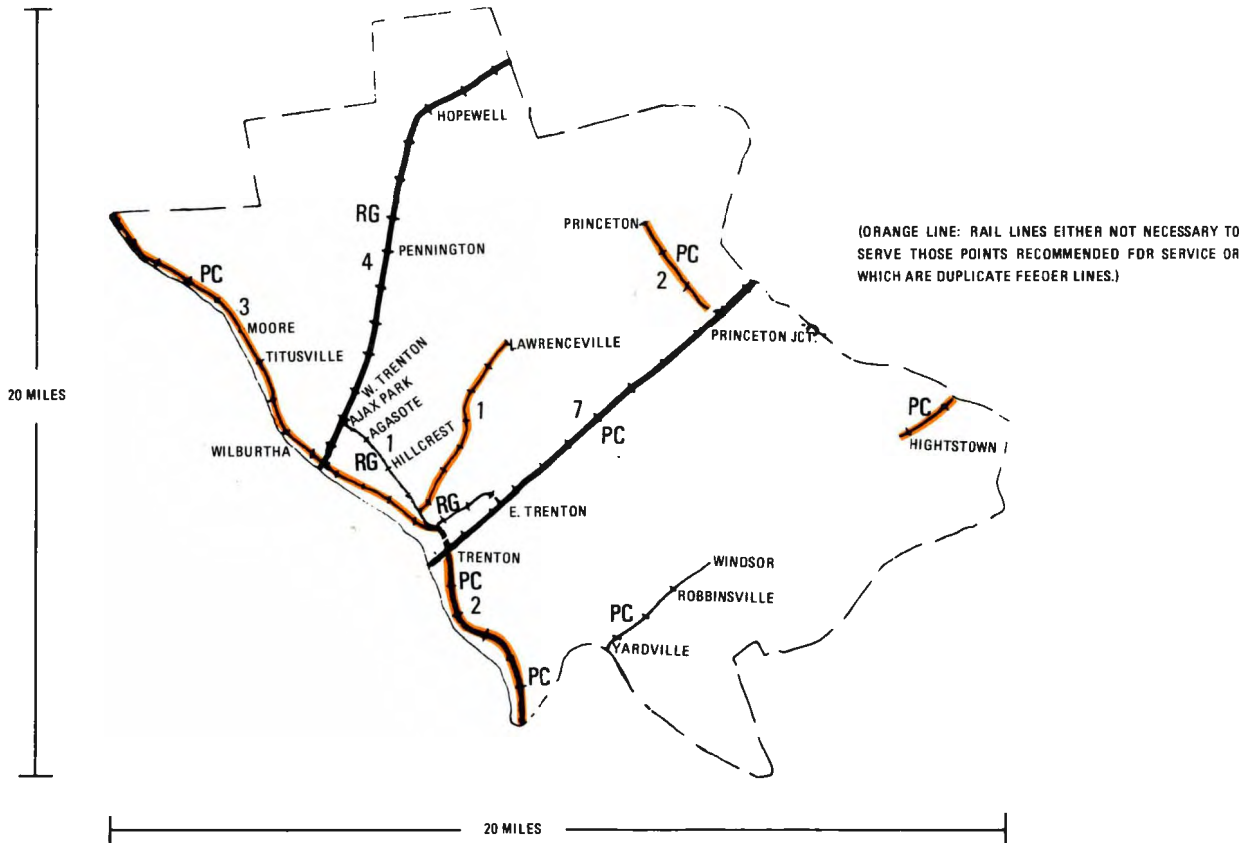 HOPEWELL
RG
PENNINGTON
4
PRINCETON
PC
2
(ORANGE LINE: RAIL LINES EITHER NOT NECESSARY TO
SERVE THOSE POINTS RECOMMENDED FOR SERVICE OR
WHICH ARE DUPLICATE FEEDER LINES.)
PC
3
MOORE
TITUSVILLE
PRINCETON JCT.
LAWRENCEVILLE
W. TRENTON
AJAX PARK
AGASOTE
HILLCREST
1
RG
1
7
PC
20 MILES
WILBURTHA
PC
HIGHTSTOWN
RG
E. TRENTON
TRENTON
PC
2
PC
WINDSOR
ROBBINSVILLE
PC
YARDVILLE
20 MILES